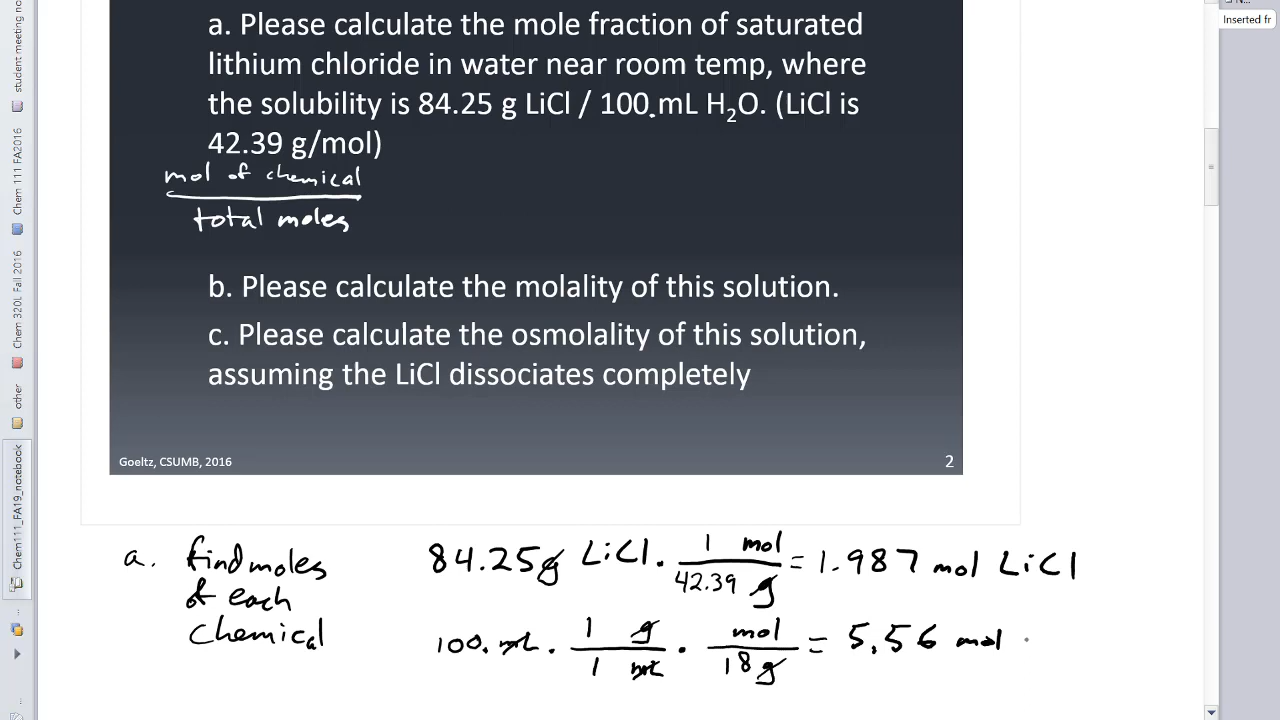 student meeting no
Chem 111 FA2016
Chem 320L Fall 2016
other
Chem111_FA19_notebook
Inserted fr
a. Please calculate the mole fraction of saturated
lithium chloride in water near room temp, where
the solubility is 84.25 g LiCl / 100. mL H₂O. (LiCl is
42.39 g/mol)
mol of chemical
total moles
b. Please calculate the molality of this solution.
c. Please calculate the osmolality of this solution,
assuming the LiCl dissociates completely
Goeltz, CSUMB, 2016
2
a. find moles
of each
chemical
84.25g LiCl · 1 mol / 42.39 g = 1.987 mol LiCl
100. mL · 1 g / 1 mL · mol / 18g = 5.56 mol